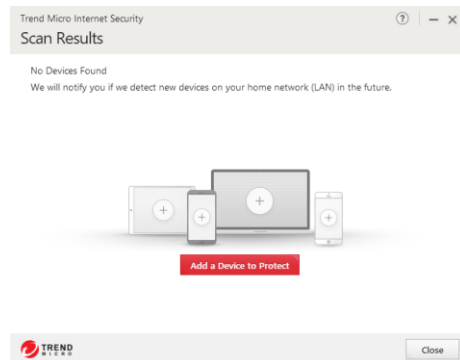 Trend Micro Internet Security
Scan Results
No Devices Found
We will notify you if we detect new devices on your home network (LAN) in the future.
Add a Device to Protect
TREND
MICRO
Close